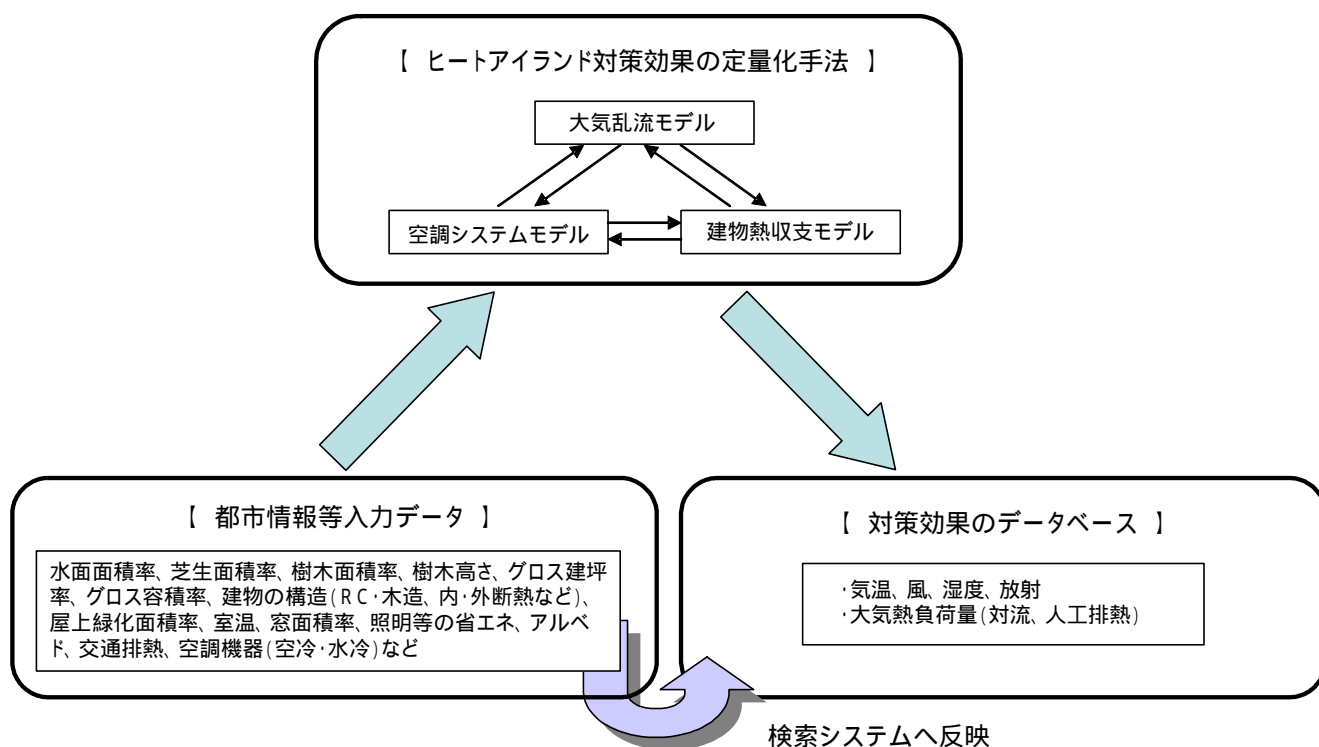 【 ヒートアイランド対策効果の定量化手法 】
大気乱流モデル
空調システムモデル
建物熱収支モデル
【 都市情報等入力データ 】
水面面積率、芝生面積率、樹木面積率、樹木高さ、グロス建坪
率、グロス容積率、建物の構造(RC・木造、内・外断熱など)、
屋上緑化面積率、室温、窓面積率、照明等の省エネ、アルベ
ド、交通排熱、空調機器(空冷・水冷)など
【 対策効果のデータベース 】
・気温、風、湿度、放射
・大気熱負荷量(対流、人工排熱)
検索システムへ反映